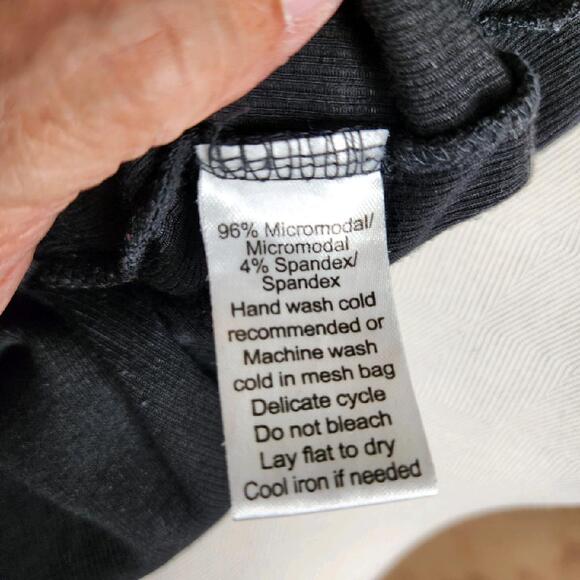 96% Micromodal/
Micromodal
4% Spandex/
Spandex
Hand wash cold
recommended or
Machine wash
cold in mesh bag
Delicate cycle
Do not bleach
Lay flat to dry
Cool iron if needed